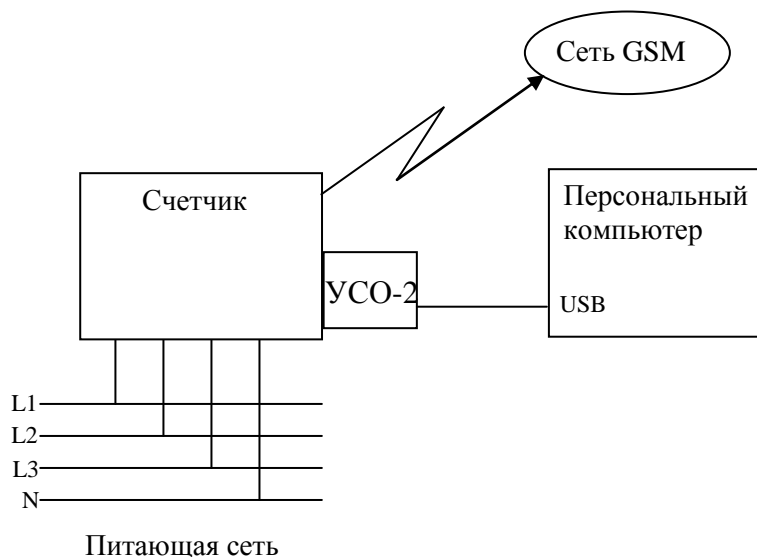 Сеть GSM
Счетчик
Персональный
компьютер
УСО-2
USB
L1
L2
L3
N
Питающая сеть